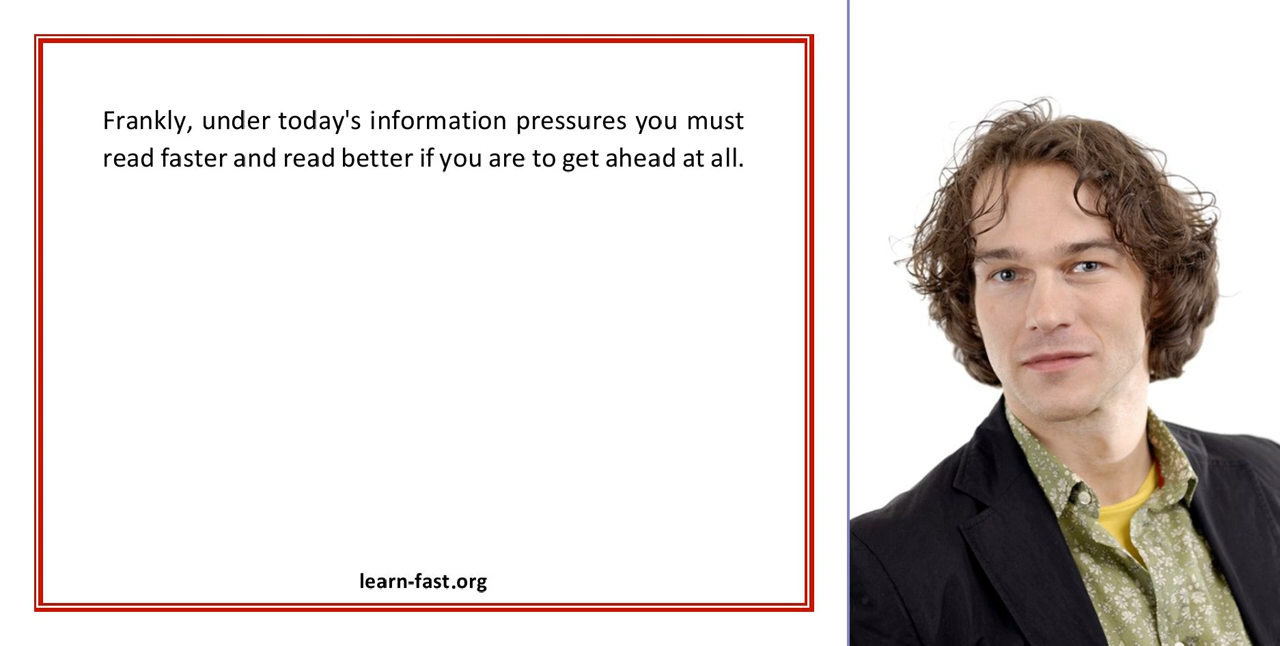 Frankly, under today's information pressures you must
read faster and read better if you are to get ahead at all.
learn-fast.org